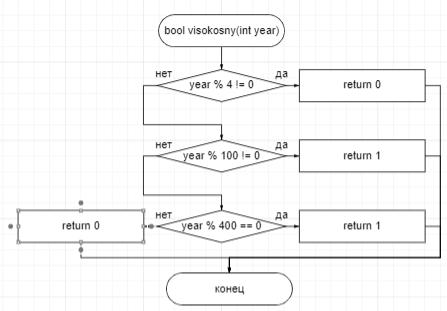 bool visokosny(int year)
нет
да
year % 4 != 0
return 0
нет
да
year % 100 != 0
return 1
нет
да
return 0
year % 400 == 0
return 1
конец